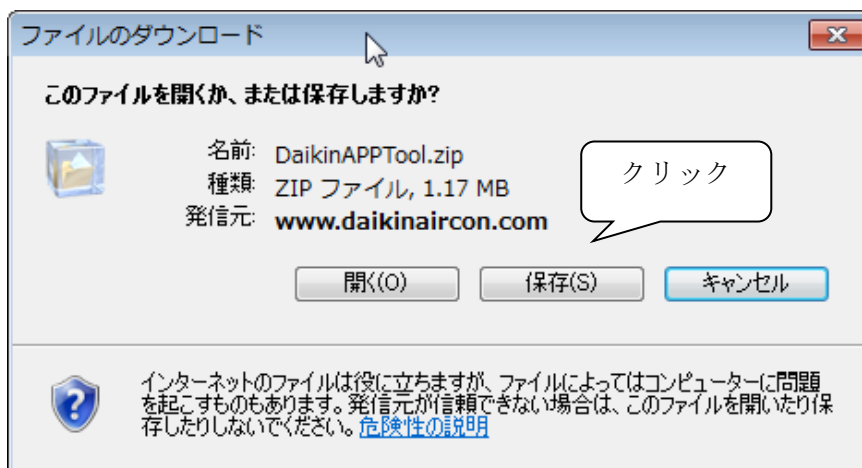 ファイルのダウンロード
このファイルを開くか、または保存しますか?
名前: DaikinAPPTool.zip
種類: ZIP ファイル, 1.17 MB
発信元: www.daikinaircon.com
クリック
開く(O) 保存(S) キャンセル
インターネットのファイルは役に立ちますが、ファイルによってはコンピューターに問題
を起こすものもあります。発信元が信頼できない場合は、このファイルを開いたり保
存したりしないでください。危険性の説明